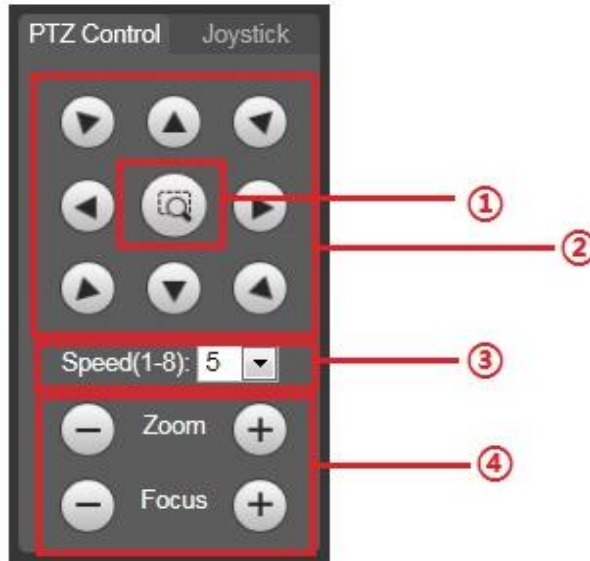 PTZ Control Joystick
①
②
Speed(1-8): 5
③
Zoom
④
Focus